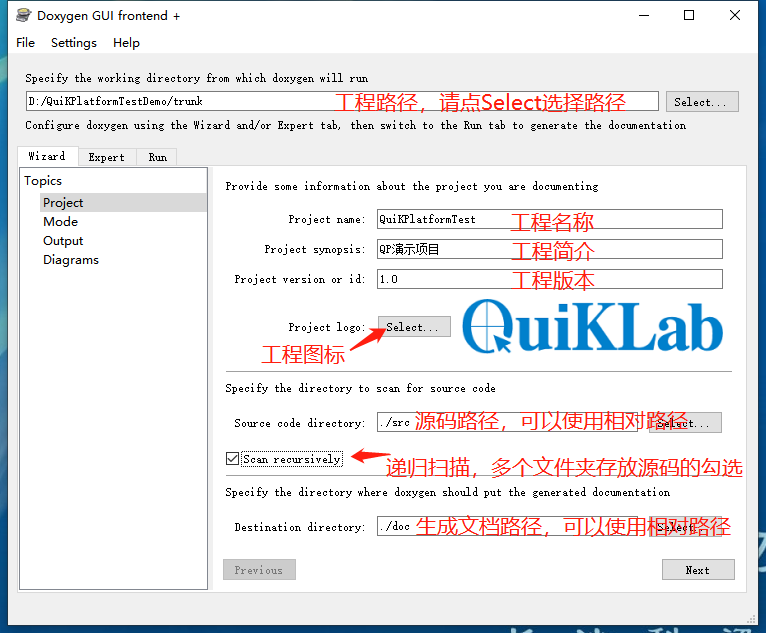 Doxygen GUI frontend +
File Settings Help
Specify the working directory from which doxygen will run
D:/QuiKPlatformTestDemo/trunk 工程路径，请点Select选择路径 Select...
Configure doxygen using the Wizard and/or Expert tab, then switch to the Run tab to generate the documentation
Wizard Expert Run
Topics
Project
Mode
Output
Diagrams
Provide some information about the project you are documenting
Project name: QuiKPlatformTest 工程名称
Project synopsis: QP演示项目 工程简介
Project version or id: 1.0 工程版本
Project logo: Select... QuiKLab
工程图标
Specify the directory to scan for source code
Source code directory: ./src 源码路径，可以使用相对路径 Select...
Scan recursively 递归扫描，多个文件夹存放源码的勾选
Specify the directory where doxygen should put the generated documentation
Destination directory: ./doc 生成文档路径，可以使用相对路径 Select...
Previous Next